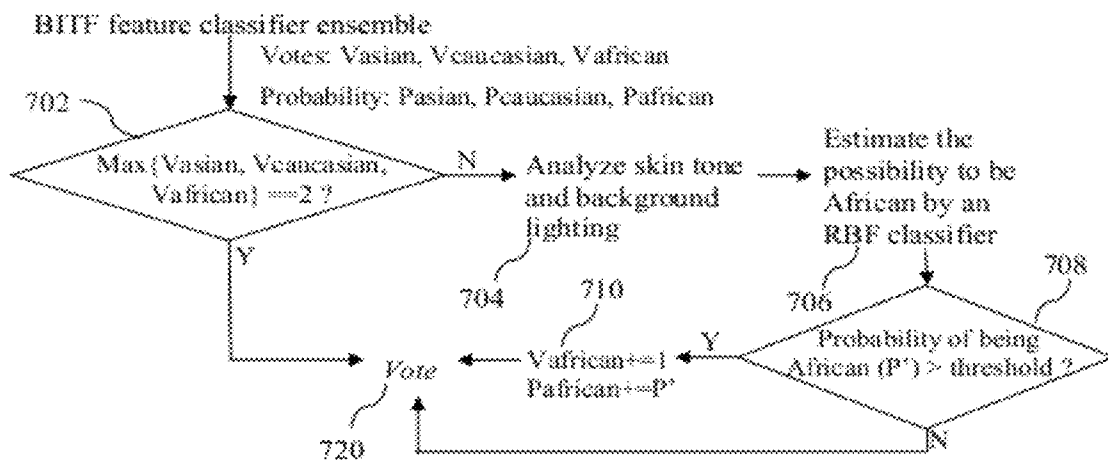 BITF feature classifier ensemble
Votes: Vasian, Vcaucasian, Vafrican
Probability: Pasian, Pcaucasian, Pafrican
702
Max{Vasian, Vcaucasian,
Vafrican} ==2 ?
N
Analyze skin tone
and background
lighting
Estimate the
possibility to be
African by an
RBF classifier
Y
704
710
706
708
Vafrican+=1
Pafrican+=P'
Y
Probability of being
African (P') > threshold ?
Vote
720
N